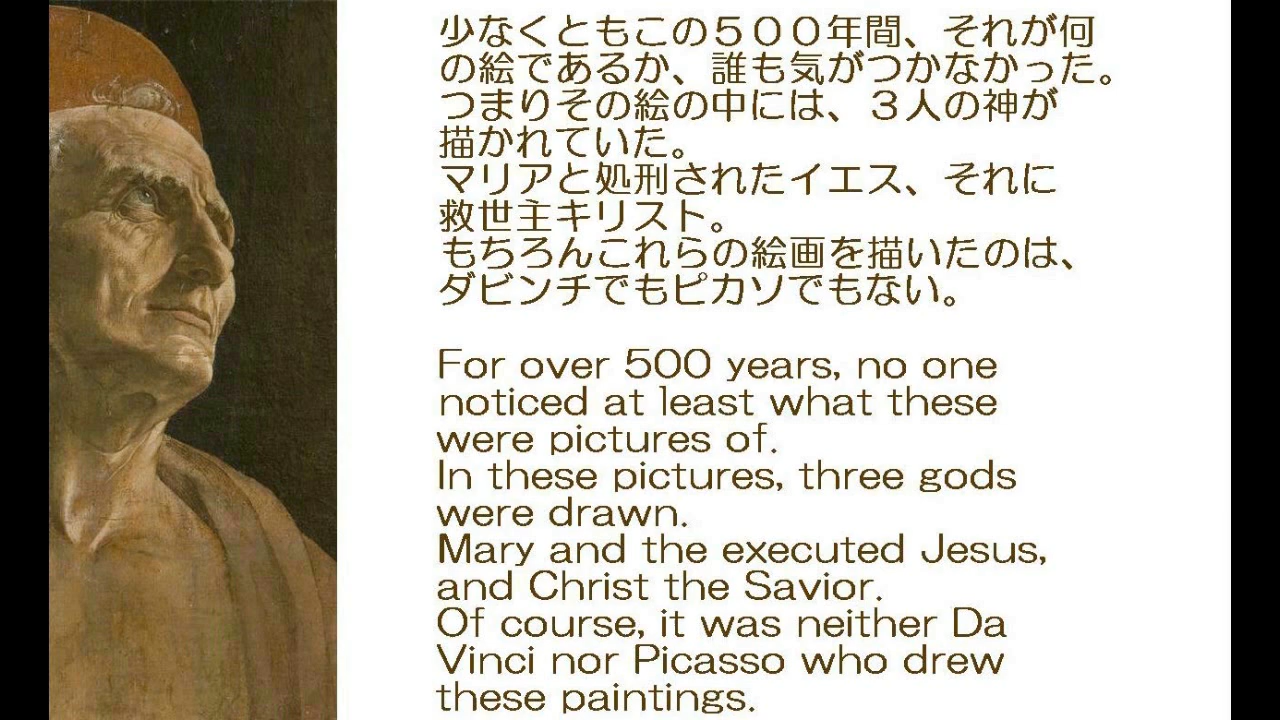 少なくともこの５００年間、それが何
の絵であるか、誰も気がつかなかった。
つまりその絵の中には、３人の神が
描かれていた。
マリアと処刑されたイエス、それに
救世主キリスト。
もちろんこれらの絵画を描いたのは、
ダビンチでもピカソでもない。
For over 500 years, no one
noticed at least what these
were pictures of.
In these pictures, three gods
were drawn.
Mary and the executed Jesus,
and Christ the Savior.
Of course, it was neither Da
Vinci nor Picasso who drew
these paintings.